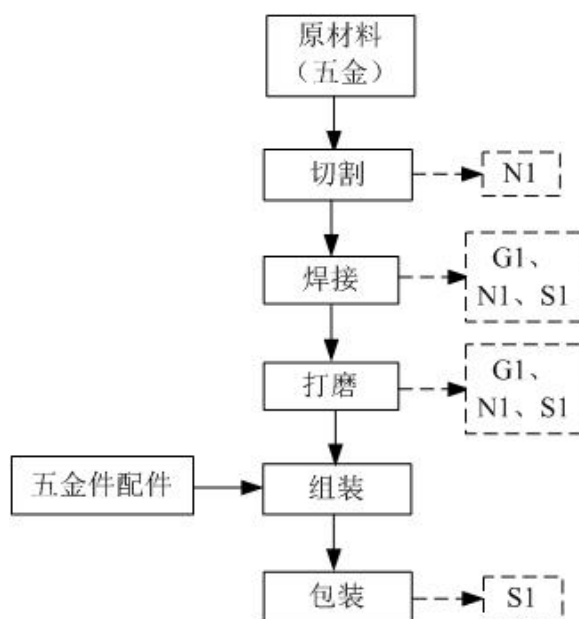 原材料
（五金）
切割
N1
焊接
G1、
N1、S1
打磨
G1、
N1、S1
五金件配件
组装
包装
S1